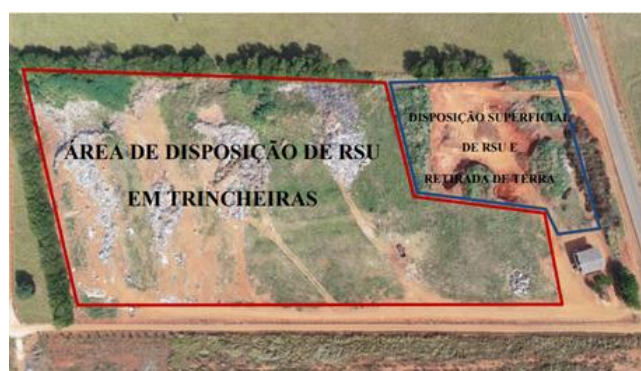 ÁREA DE DISPOSIÇÃO DE RSU
EM TRINCHEIRAS
DISPOSIÇÃO SUPERFICIAL
DE RSU E
RETIRADA DE TERRA